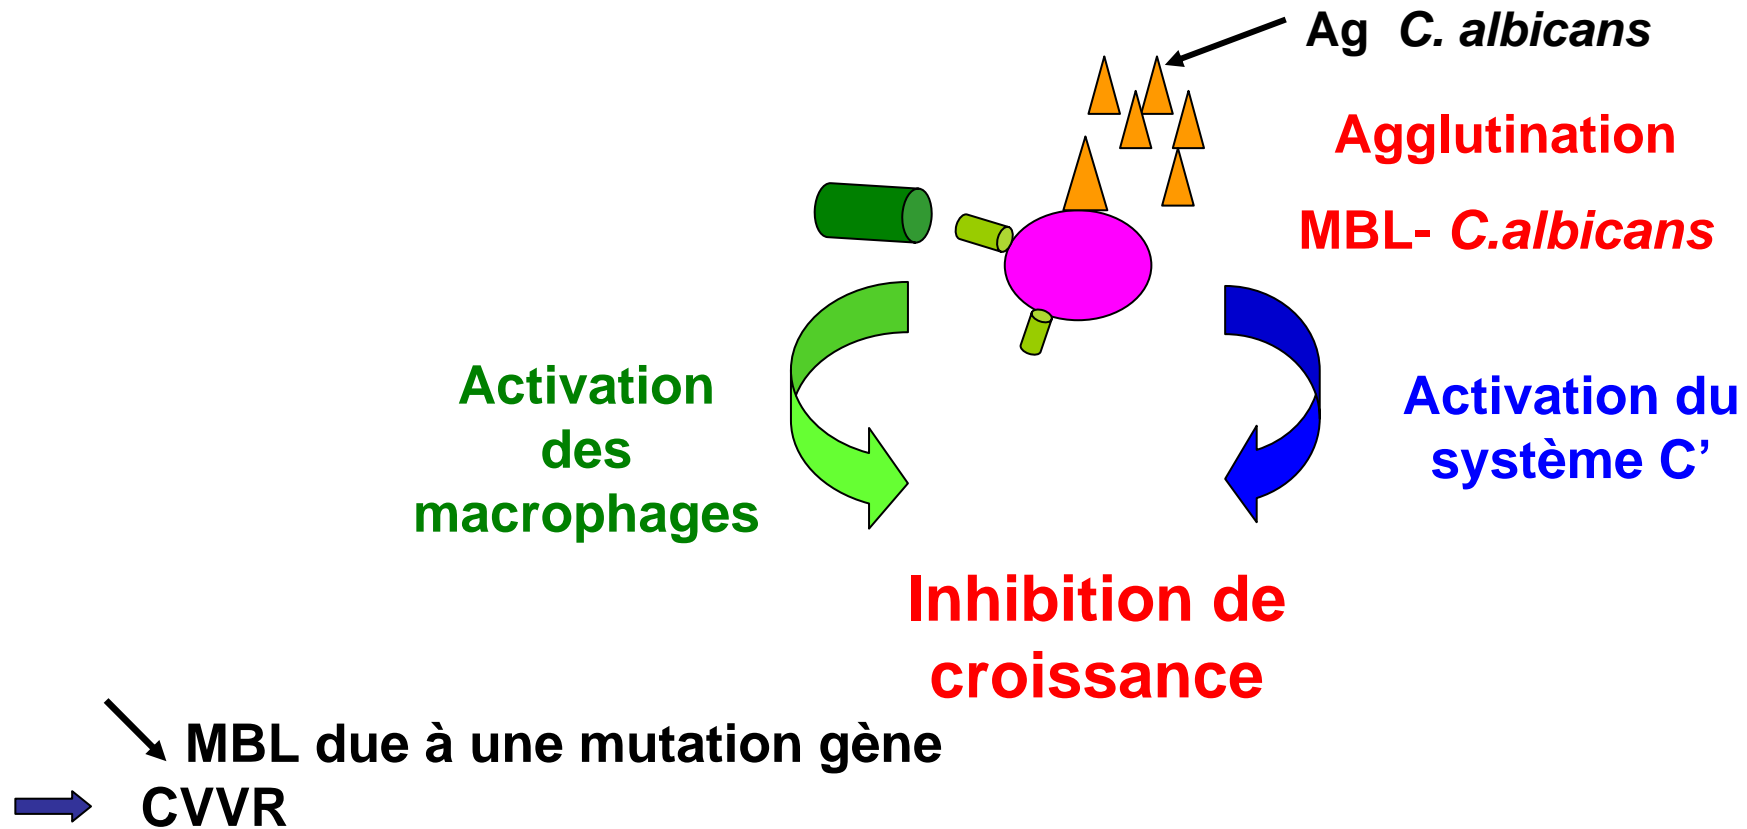 Ag C. albicans
Agglutination
MBL- C.albicans
Activation
des
macrophages
Activation du
système C’
Inhibition de
croissance
MBL due à une mutation gène
CVVR